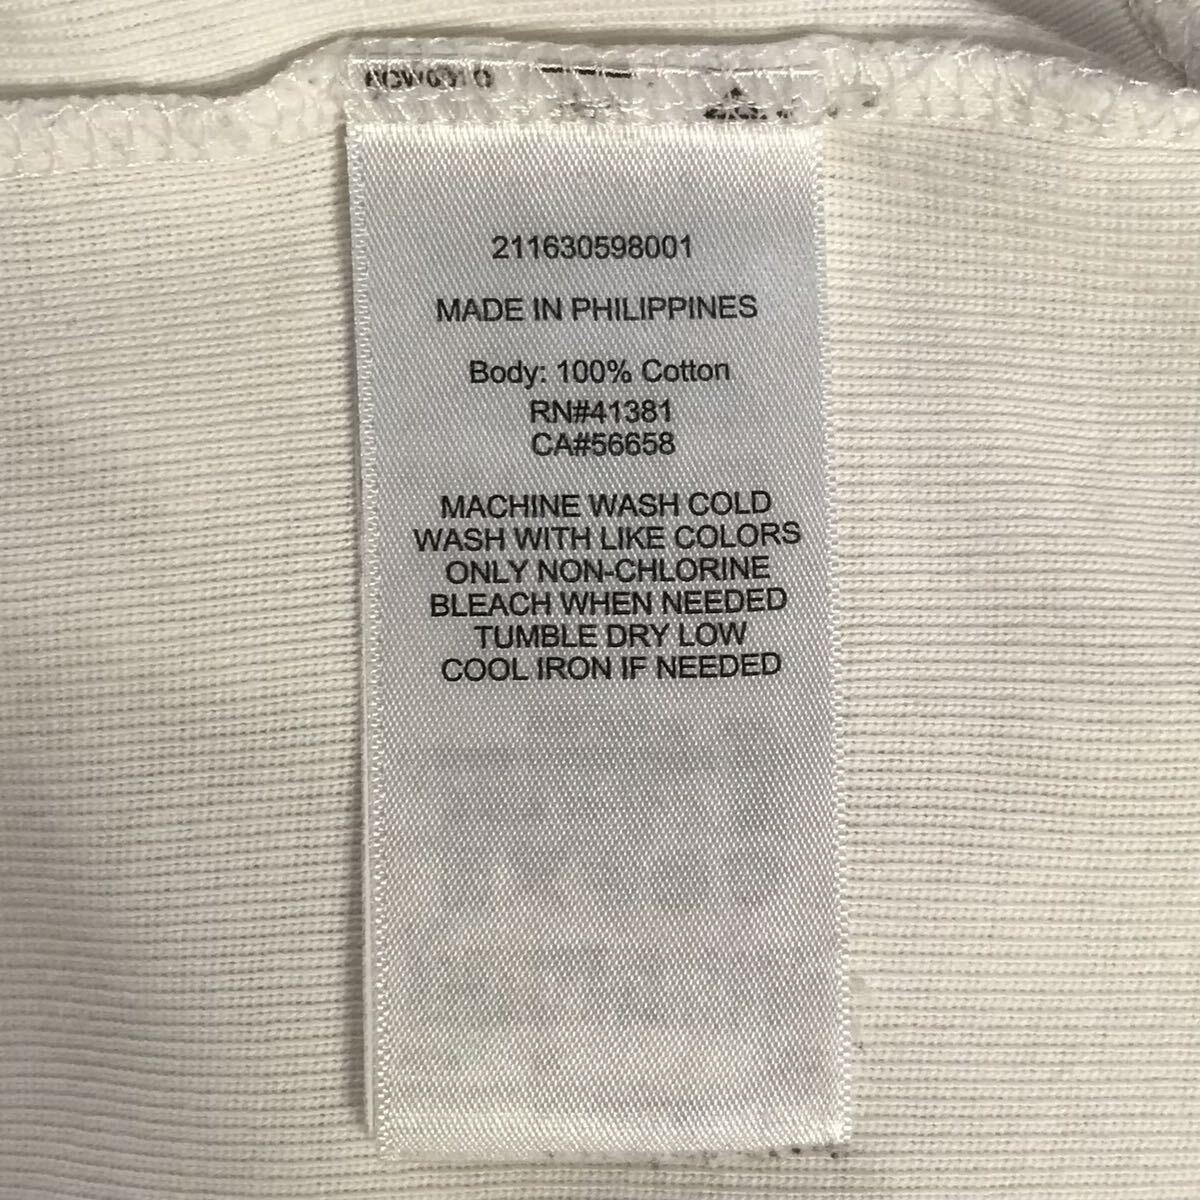 211630598001
MADE IN PHILIPPINES
Body: 100% Cotton
RN#41381
CA#56658
MACHINE WASH COLD
WASH WITH LIKE COLORS
ONLY NON-CHLORINE
BLEACH WHEN NEEDED
TUMBLE DRY LOW
COOL IRON IF NEEDED